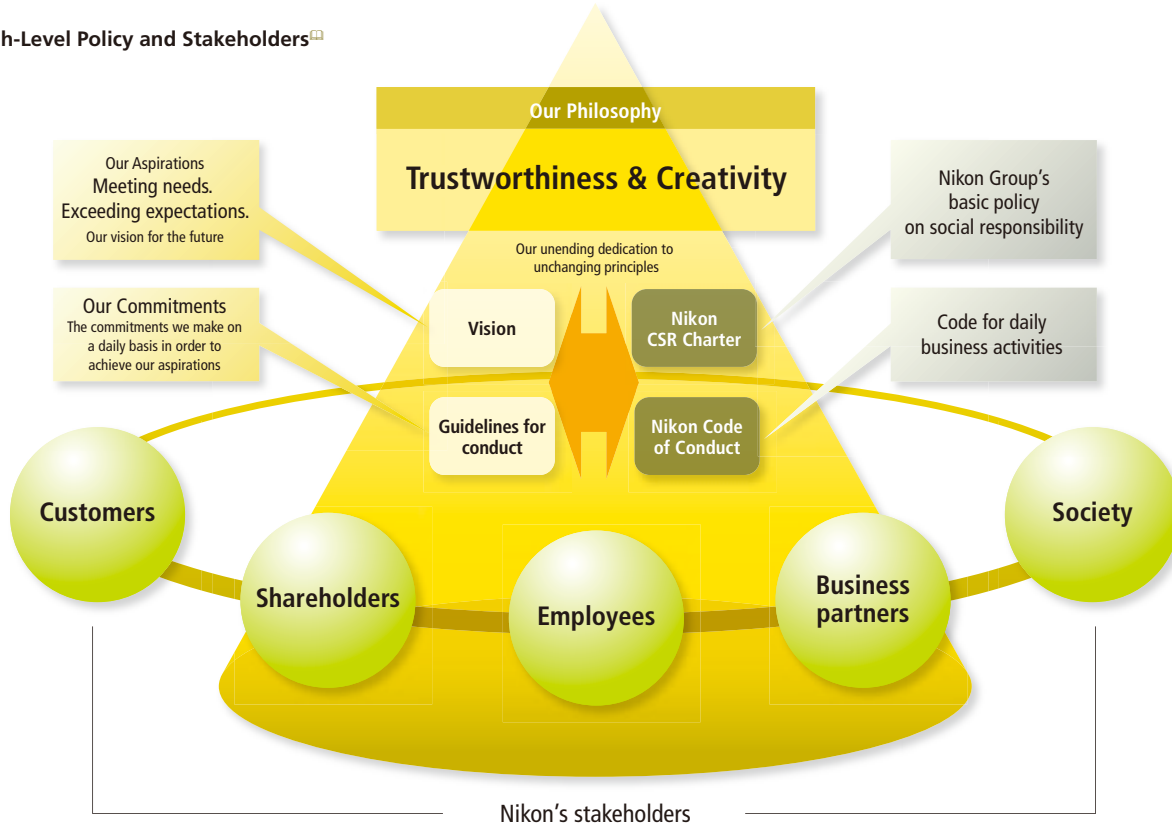 h-Level Policy and Stakeholders
Our Philosophy
Trustworthiness & Creativity
Our Aspirations
Meeting needs.
Exceeding expectations.
Our vision for the future
Nikon Group's
basic policy
on social responsibility
Our unending dedication to
unchanging principles
Our Commitments
The commitments we make on
a daily basis in order to
achieve our aspirations
Vision
Nikon
CSR Charter
Code for daily
business activities
Guidelines for
conduct
Nikon Code
of Conduct
Customers
Shareholders
Employees
Business
partners
Society
Nikon's stakeholders